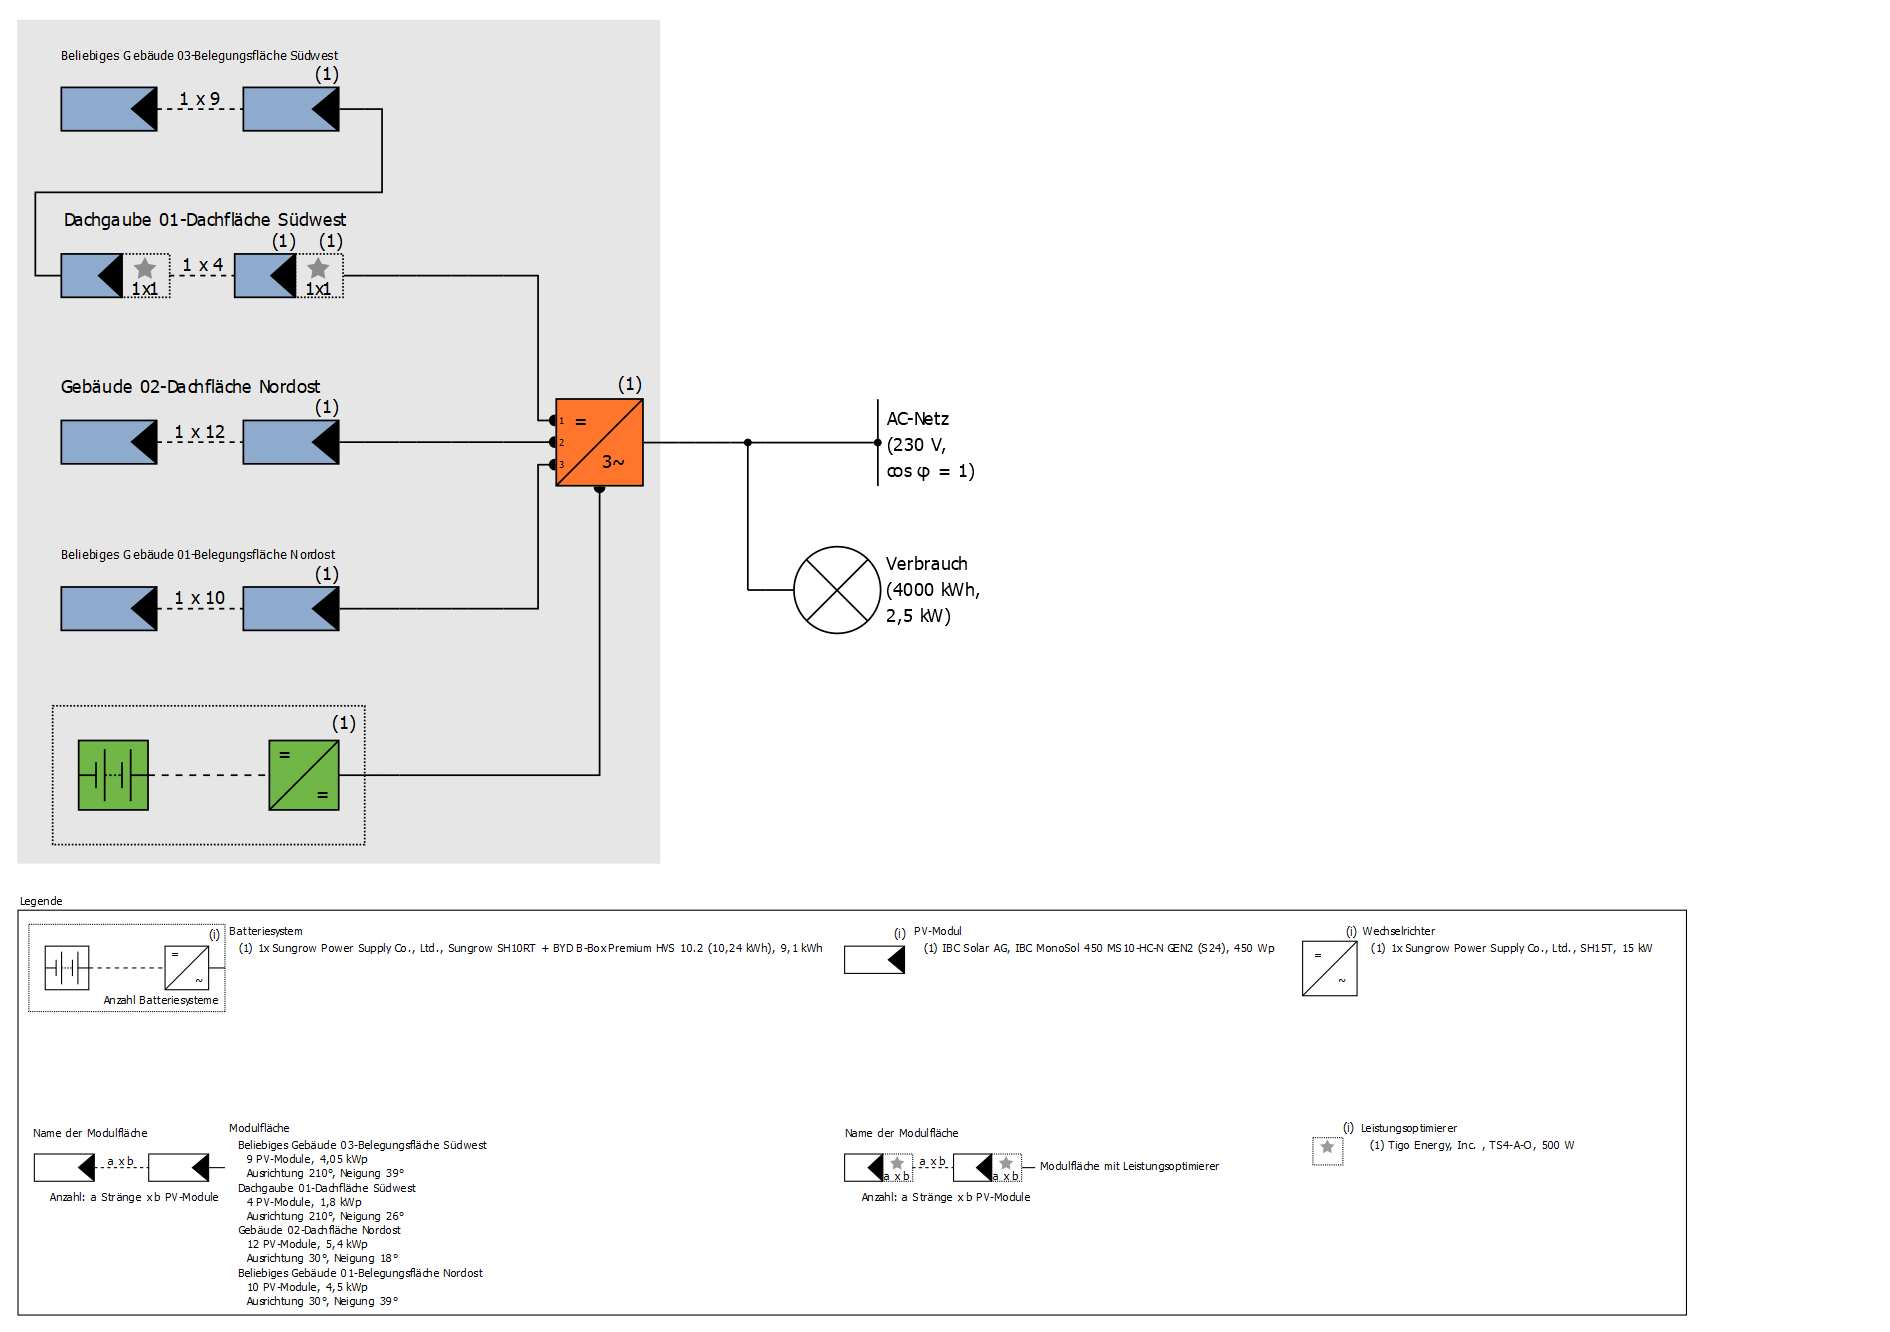 Beliebiges Gebäude 03-Belegungsfläche Südwest
(1)
1 x 9
Dachgaube 01-Dachfläche Südwest
(1) (1)
1 x 4
1x1 1x1
Gebäude 02-Dachfläche Nordost
(1)
1 x 12
(1)
1 =
2
3 3~
AC-Netz
(230 V,
cos φ = 1)
Beliebiges Gebäude 01-Belegungsfläche Nordost
(1)
1 x 10
Verbrauch
(4000 kWh,
2,5 kW)
(1)
=
=
Legende
(i) Batteriesystem
(1) 1x Sungrow Power Supply Co., Ltd., Sungrow SH10RT + BYD B-Box Premium HVS 10.2 (10,24 kWh), 9,1 kWh
=
~
Anzahl Batteriesysteme
(i) PV-Modul
(1) IBC Solar AG, IBC MonoSol 450 MS10-HC-N GEN2 (S24), 450 Wp
(i) Wechselrichter
(1) 1x Sungrow Power Supply Co., Ltd., SH15T, 15 kW
=
~
Name der Modulfläche
a x b
Anzahl: a Stränge x b PV-Module
Modulfläche
Beliebiges Gebäude 03-Belegungsfläche Südwest
9 PV-Module, 4,05 kWp
Ausrichtung 210°, Neigung 39°
Dachgaube 01-Dachfläche Südwest
4 PV-Module, 1,8 kWp
Ausrichtung 210°, Neigung 26°
Gebäude 02-Dachfläche Nordost
12 PV-Module, 5,4 kWp
Ausrichtung 30°, Neigung 18°
Beliebiges Gebäude 01-Belegungsfläche Nordost
10 PV-Module, 4,5 kWp
Ausrichtung 30°, Neigung 39°
Name der Modulfläche
a x b
a x b a x b
Modulfläche mit Leistungsoptimierer
Anzahl: a Stränge x b PV-Module
(i) Leistungsoptimierer
(1) Tigo Energy, Inc. , TS4-A-O, 500 W